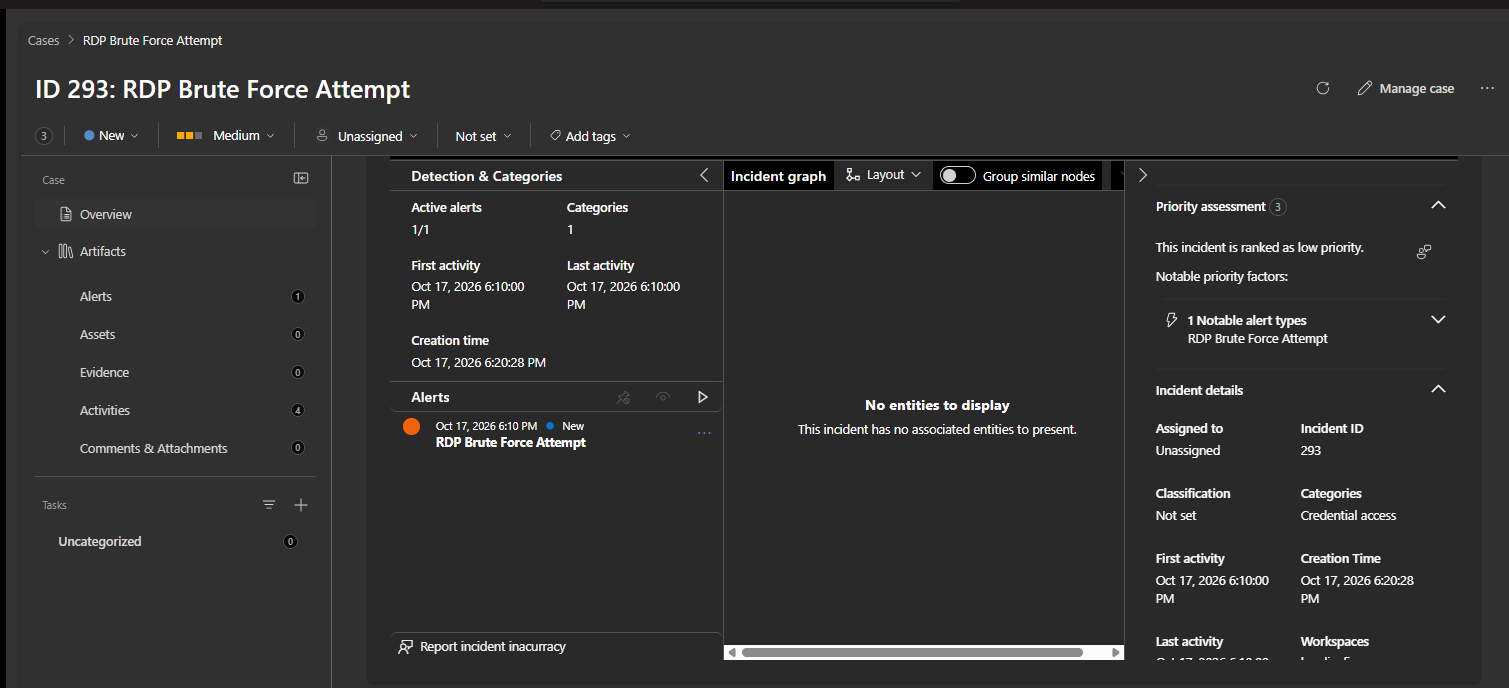 Cases > RDP Brute Force Attempt
ID 293: RDP Brute Force Attempt
Manage case
3
New
Medium
Unassigned
Not set
Add tags
Case
Overview
Artifacts
Alerts 1
Assets 0
Evidence 0
Activities 4
Comments & Attachments 0
Tasks
Uncategorized 0
Detection & Categories
Active alerts
1/1
Categories
1
First activity
Oct 17, 2026 6:10:00
PM
Last activity
Oct 17, 2026 6:10:00
PM
Creation time
Oct 17, 2026 6:20:28 PM
Alerts
Oct 17, 2026 6:10 PM New
RDP Brute Force Attempt
Report incident inacurracy
Incident graph
Layout
Group similar nodes
No entities to display
This incident has no associated entities to present.
Priority assessment 3
This incident is ranked as low priority.
Notable priority factors:
1 Notable alert types
RDP Brute Force Attempt
Incident details
Assigned to
Unassigned
Incident ID
293
Classification
Not set
Categories
Credential access
First activity
Oct 17, 2026 6:10:00
PM
Creation Time
Oct 17, 2026 6:20:28
PM
Last activity
Workspaces